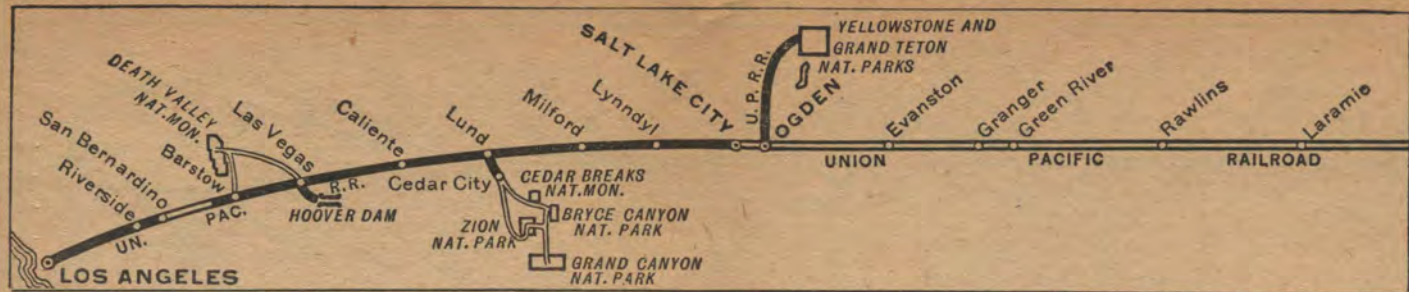 YELLOWSTONE AND
GRAND TETON
NAT. PARKS
U. P. R. R.
SALT LAKE CITY
OGDEN
Evanston
Granger
Green River
Rawlins
Laramie
UNION PACIFIC RAILROAD
DEATH VALLEY
NAT. MON.
Las Vegas
Caliente
Lund
Milford
Lynndyl
San Bernardino
Riverside
Barstow
UN. PAC. R.R.
HOOVER DAM
Cedar City
CEDAR BREAKS
NAT. MON.
BRYCE CANYON
NAT. PARK
ZION
NAT. PARK
GRAND CANYON
NAT. PARK
LOS ANGELES